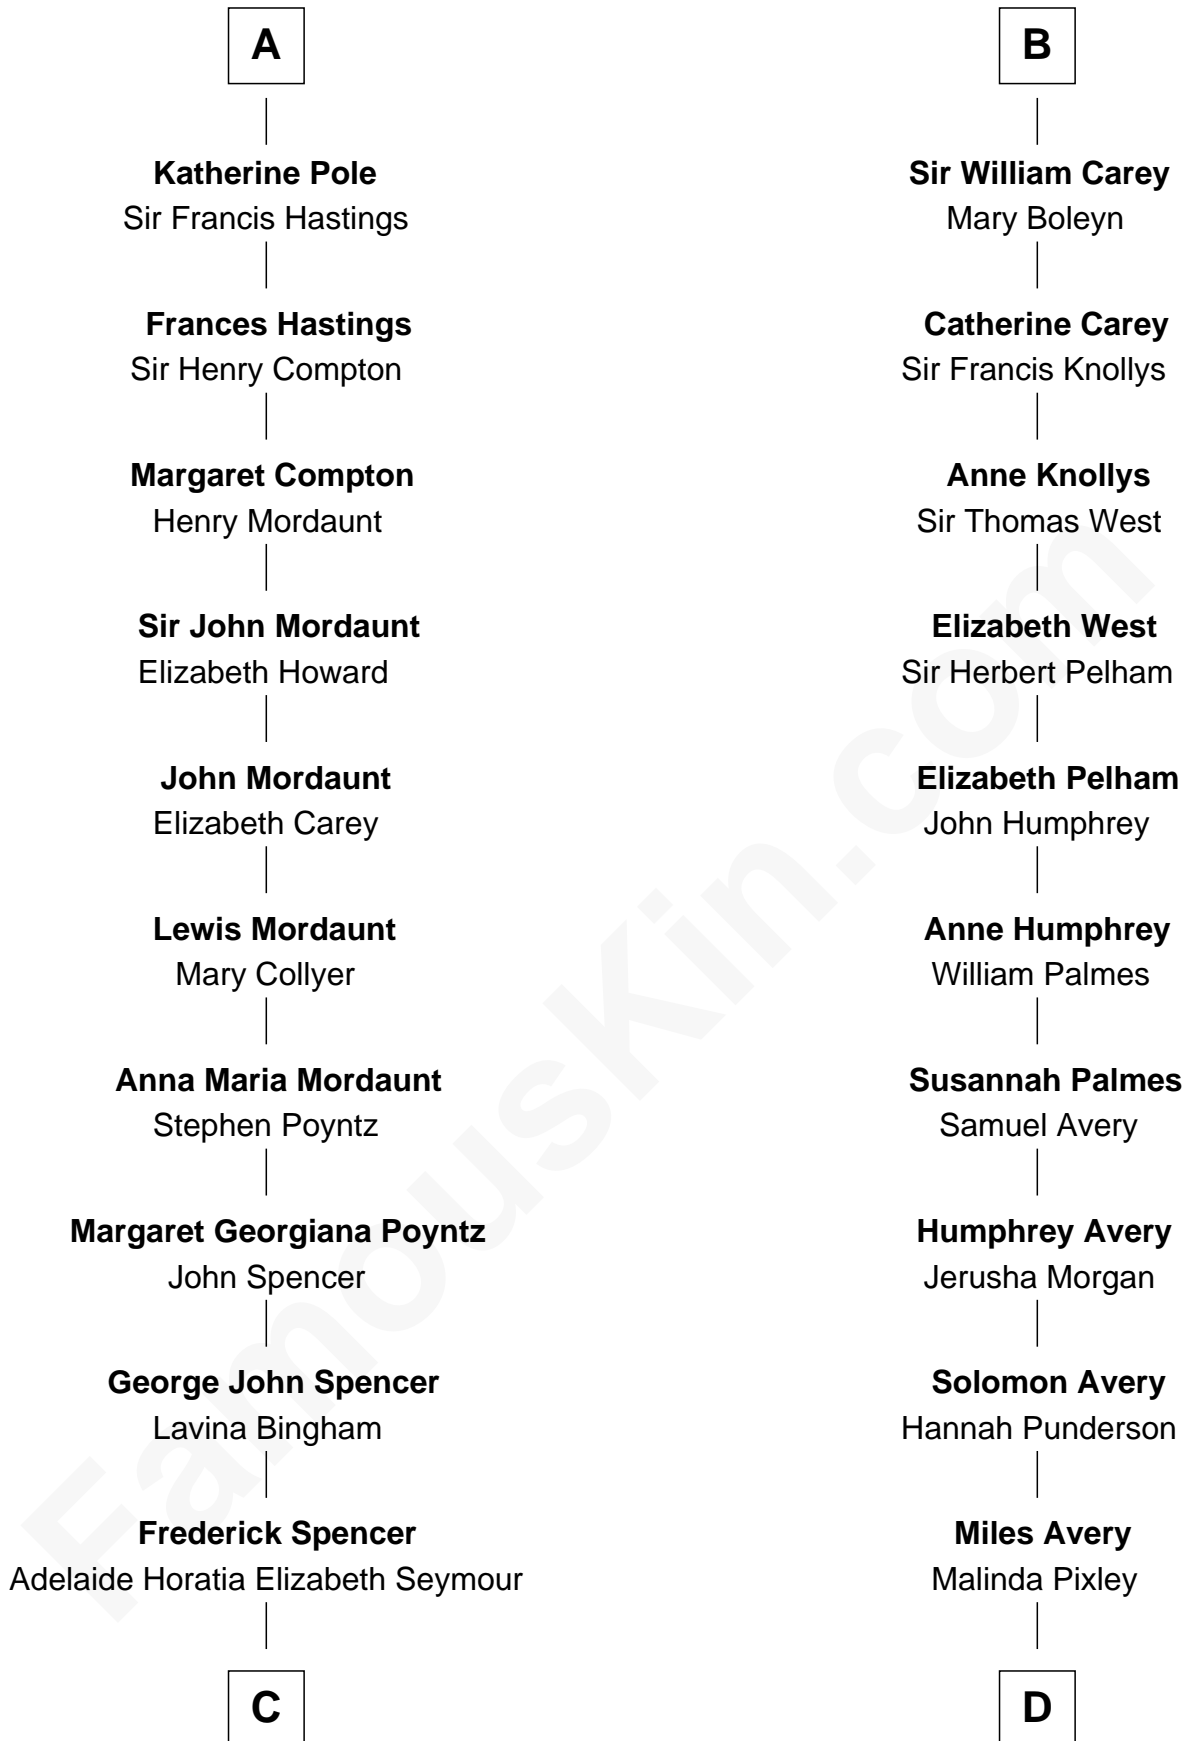 A
Katherine Pole
Sir Francis Hastings
Frances Hastings
Sir Henry Compton
Margaret Compton
Henry Mordaunt
Sir John Mordaunt
Elizabeth Howard
John Mordaunt
Elizabeth Carey
Lewis Mordaunt
Mary Collyer
Anna Maria Mordaunt
Stephen Poyntz
Margaret Georgiana Poyntz
John Spencer
George John Spencer
Lavina Bingham
Frederick Spencer
Adelaide Horatia Elizabeth Seymour
C
B
Sir William Carey
Mary Boleyn
Catherine Carey
Sir Francis Knollys
Anne Knollys
Sir Thomas West
Elizabeth West
Sir Herbert Pelham
Elizabeth Pelham
John Humphrey
Anne Humphrey
William Palmes
Susannah Palmes
Samuel Avery
Humphrey Avery
Jerusha Morgan
Solomon Avery
Hannah Punderson
Miles Avery
Malinda Pixley
D
FamousKin.com